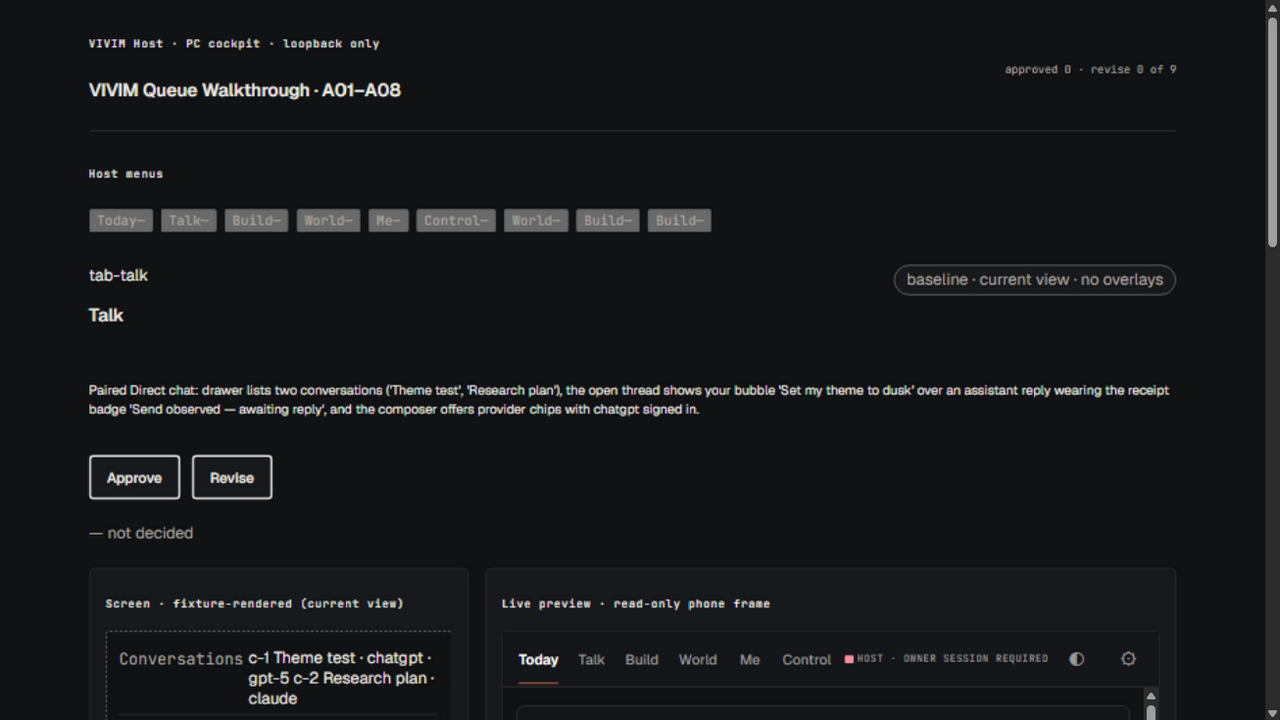 VIVIM Host · PC cockpit · loopback only
approved 0 · revise 0 of 9
VIVIM Queue Walkthrough · A01–A08
Host menus
Today— Talk— Build— World— Me— Control— World— Build— Build—
tab-talk
baseline · current view · no overlays
Talk
Paired Direct chat: drawer lists two conversations ('Theme test', 'Research plan'), the open thread shows your bubble 'Set my theme to dusk' over an assistant reply wearing the receipt
badge 'Send observed — awaiting reply', and the composer offers provider chips with chatgpt signed in.
Approve Revise
— not decided
Screen · fixture-rendered (current view)
Conversations c-1 Theme test · chatgpt ·
gpt-5 c-2 Research plan ·
claude
Live preview · read-only phone frame
Today Talk Build World Me Control HOST · OWNER SESSION REQUIRED